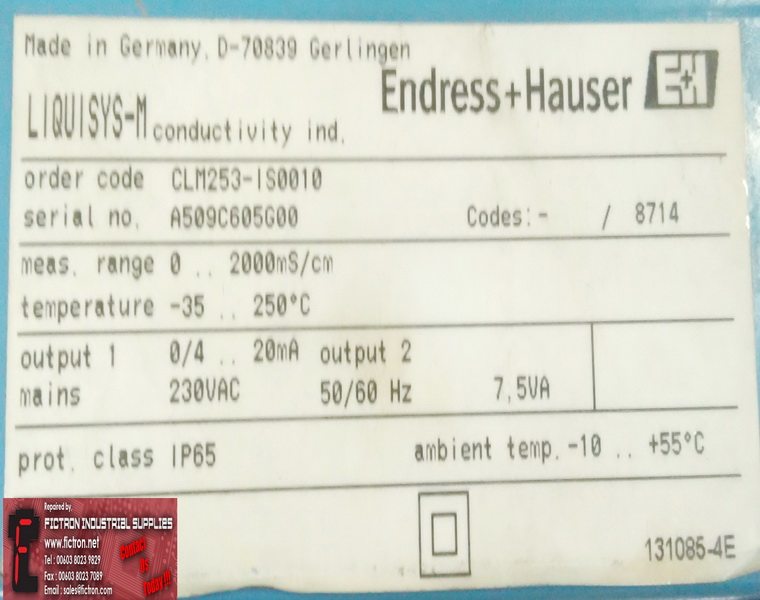 Made in Germany, D-70839 Gerlingen
Endress+Hauser
E+H
LIQUISYS-M conductivity ind.
order code CLM253-IS0010
serial no. A509C605G00 Codes:- / 8714
meas. range 0 .. 2000mS/cm
temperature -35 .. 250°C
output 1 0/4 .. 20mA output 2
mains 230VAC 50/60 Hz 7,5VA
prot. class IP65 ambient temp. -10 .. +55°C
131085-4E
Repaired by,
FICTRON INDUSTRIAL SUPPLIES
www.fictron.net
Tel : 00603 8023 9829
Fax : 00603 8023 7089
Email : sales@fictron.com
Contact
Us
Today !!!